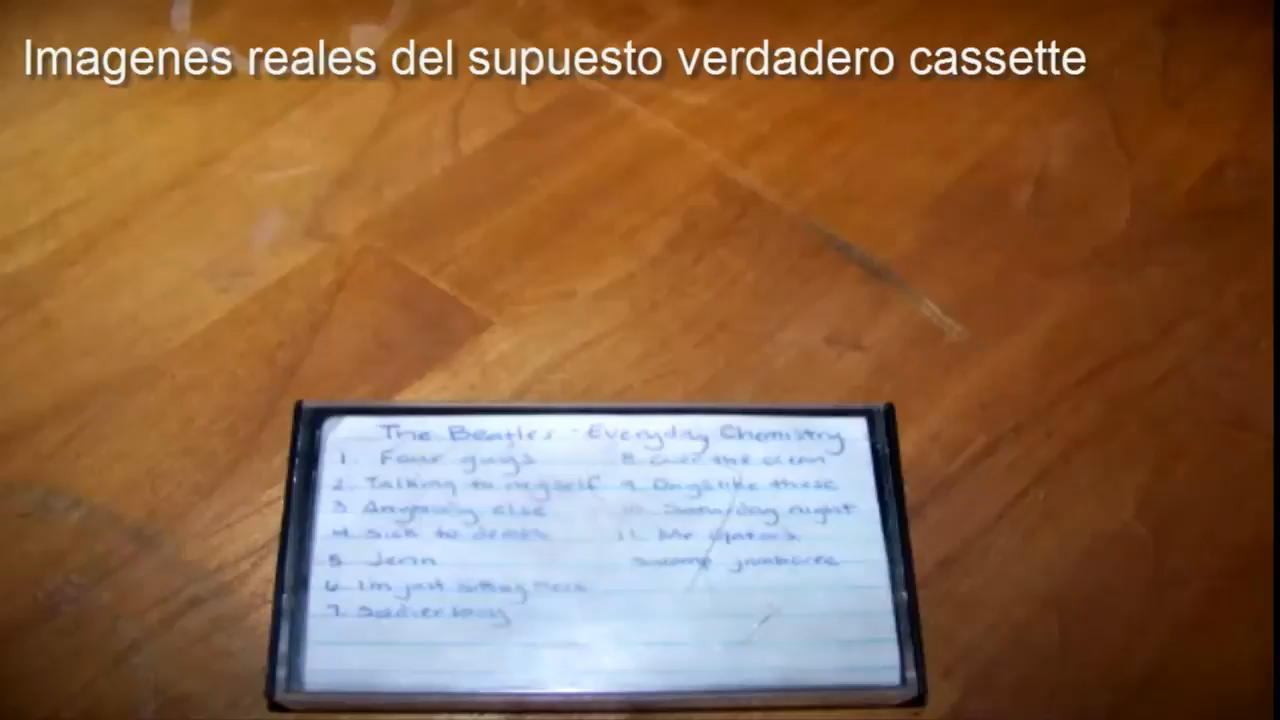 Imagenes reales del supuesto verdadero cassette
The Beatles - Everyday Chemistry
1. Four guys
2. Talking to myself
3. Anybody else
4. Sick to death
5. Jenn
6. I'm just sitting here
7. Soldier boy
8. Over the ocean
9. Days like these
10. Saturday night
11. Mr Gator's
swamp jamboree